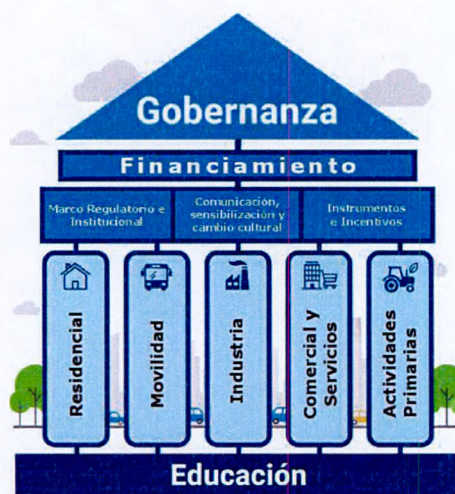 Gobernanza
Financiamiento
Marco Regulatorio e
Institucional
Comunicación,
sensibilización y
cambio cultural
Instrumentos
e Incentivos
Residencial
Movilidad
Industria
Comercial y
Servicios
Actividades
Primarias
Educación